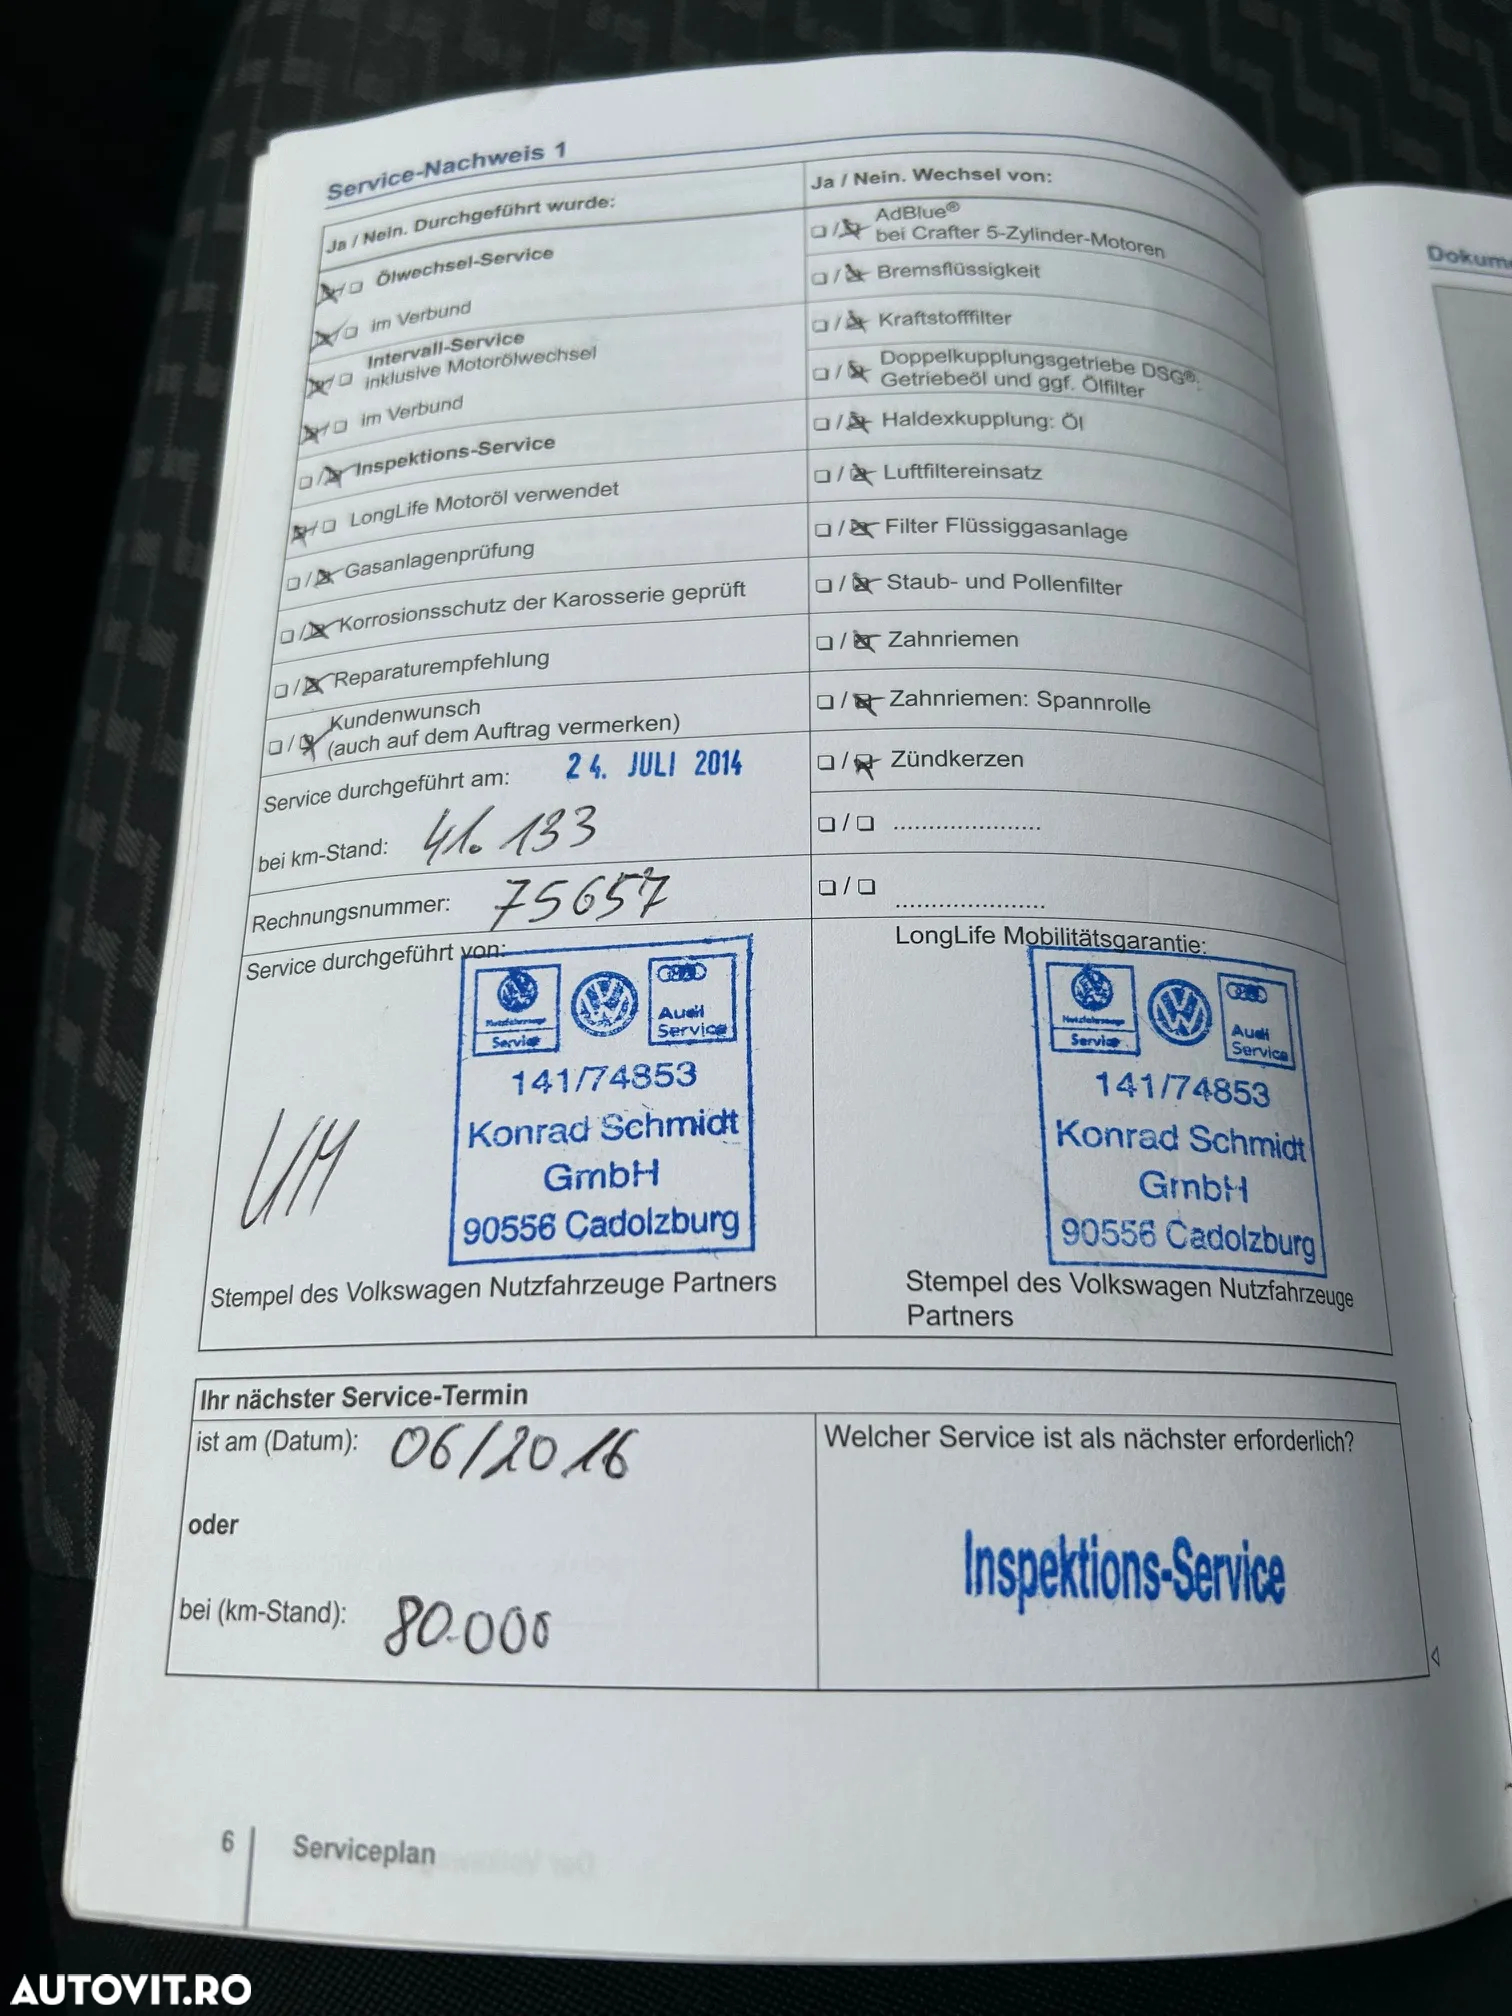 Service-Nachweis 1
Ja / Nein. Durchgeführt wurde:
Ölwechsel-Service
im Verbund
Intervall-Service
inklusive Motorölwechsel
im Verbund
Inspektions-Service
LongLife Motoröl verwendet
Gasanlagenprüfung
Korrosionsschutz der Karosserie geprüft
Reparaturempfehlung
Kundenwunsch
(auch auf dem Auftrag vermerken)
Service durchgeführt am: 24. JULI 2014
bei km-Stand: 41.133
Rechnungsnummer: 75657
Service durchgeführt von:
Nutzfahrzeuge
Service
Audi
Service
141/74853
Konrad Schmidt
GmbH
90556 Cadolzburg
Stempel des Volkswagen Nutzfahrzeuge Partners
Ja / Nein. Wechsel von:
AdBlue®
bei Crafter 5-Zylinder-Motoren
Bremsflüssigkeit
Kraftstofffilter
Doppelkupplungsgetriebe DSG®:
Getriebeöl und ggf. Ölfilter
Haldexkupplung: Öl
Luftfiltereinsatz
Filter Flüssiggasanlage
Staub- und Pollenfilter
Zahnriemen
Zahnriemen: Spannrolle
Zündkerzen
LongLife Mobilitätsgarantie:
Nutzfahrzeuge
Service
Audi
Service
141/74853
Konrad Schmidt
GmbH
90556 Cadolzburg
Stempel des Volkswagen Nutzfahrzeuge
Partners
Ihr nächster Service-Termin
ist am (Datum): 06/2016
oder
bei (km-Stand): 80.000
Welcher Service ist als nächster erforderlich?
Inspektions-Service
6 Serviceplan
AUTOVIT.RO